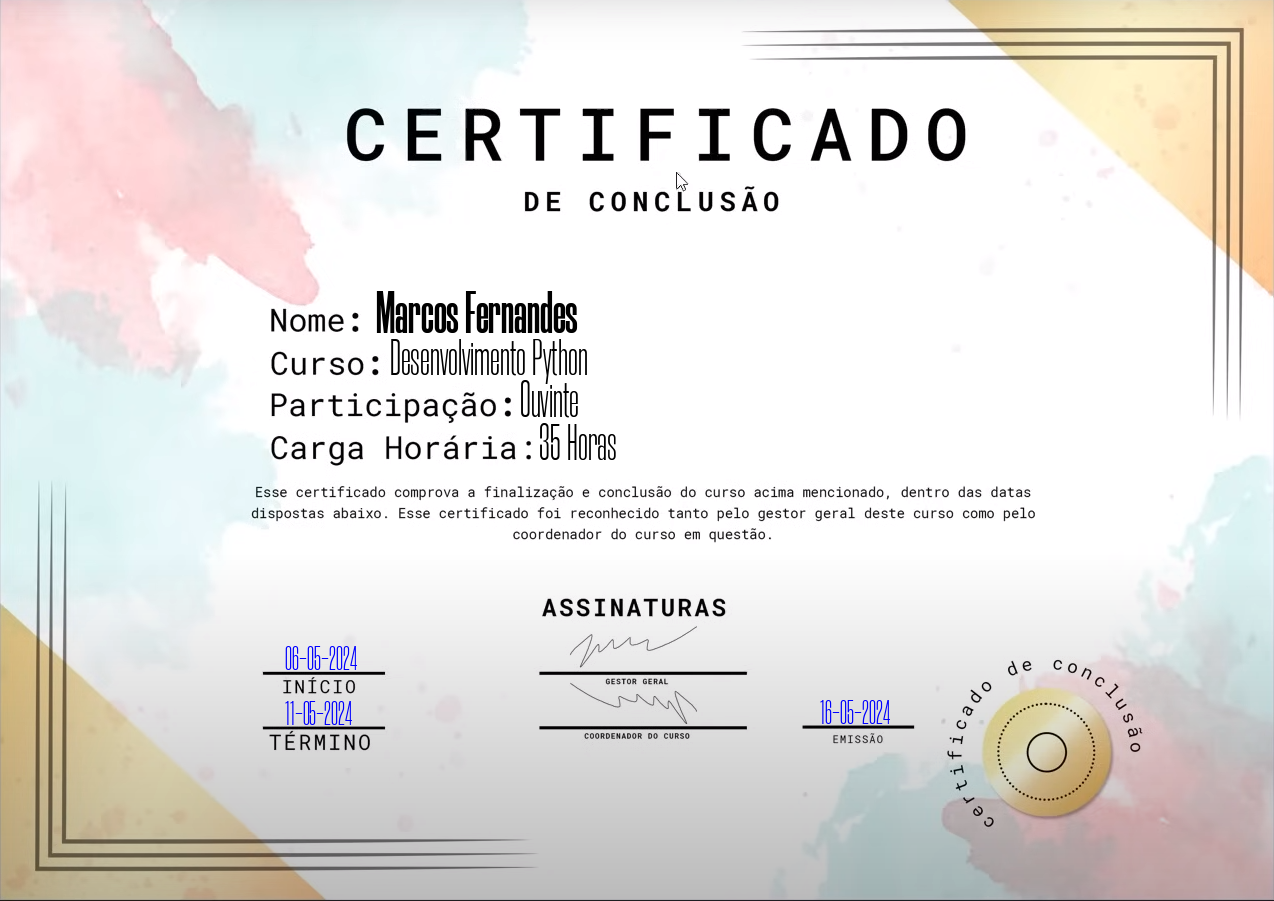 CERTIFICADO
DE CONCLUSÃO
Nome: Marcos Fernandes
Curso: Desenvolvimento Python
Participação: Ouvinte
Carga Horária: 35 Horas
Esse certificado comprova a finalização e conclusão do curso acima mencionado, dentro das datas
dispostas abaixo. Esse certificado foi reconhecido tanto pelo gestor geral deste curso como pelo
coordenador do curso em questão.
ASSINATURAS
06-05-2024
INÍCIO
11-05-2024
TÉRMINO
GESTOR GERAL
COORDENADOR DO CURSO
16-05-2024
EMISSÃO
certificado de conclusão